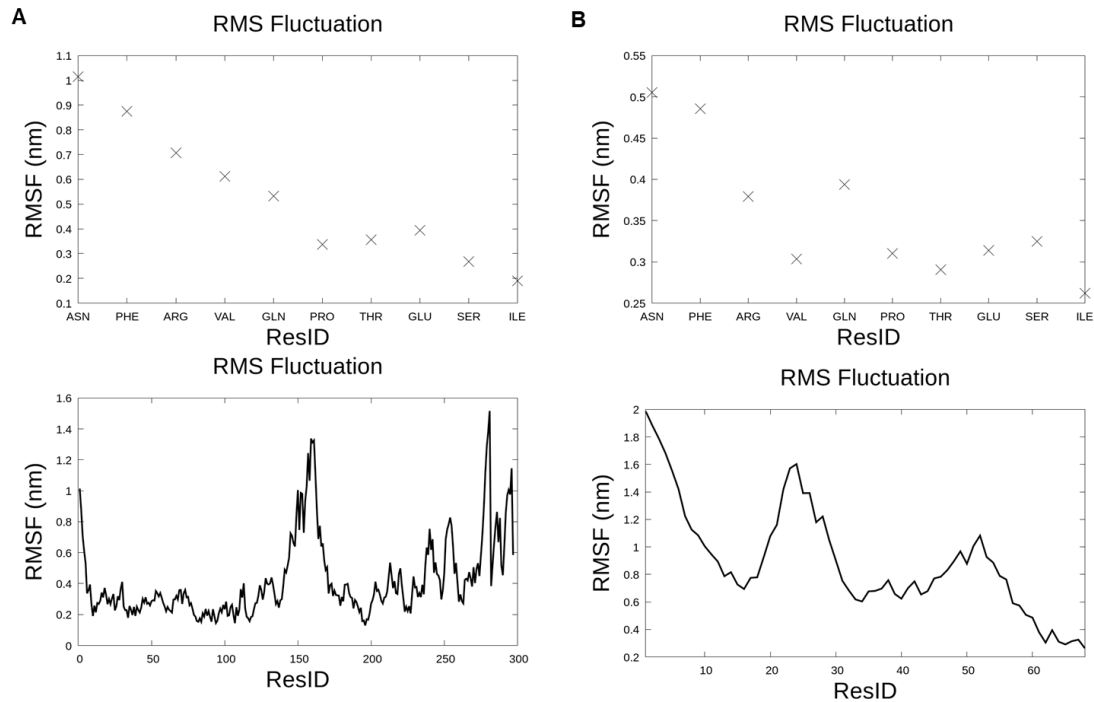 A
RMS Fluctuation
RMSF (nm)
1.1
1
0.9
0.8
0.7
0.6
0.5
0.4
0.3
0.2
0.1
ASN PHE ARG VAL GLN PRO THR GLU SER ILE
ResID
RMS Fluctuation
RMSF (nm)
1.6
1.4
1.2
1
0.8
0.6
0.4
0.2
0
0 50 100 150 200 250 300
ResID
B
RMS Fluctuation
RMSF (nm)
0.55
0.5
0.45
0.4
0.35
0.3
0.25
ASN PHE ARG VAL GLN PRO THR GLU SER ILE
ResID
RMS Fluctuation
RMSF (nm)
2
1.8
1.6
1.4
1.2
1
0.8
0.6
0.4
0.2
10 20 30 40 50 60
ResID